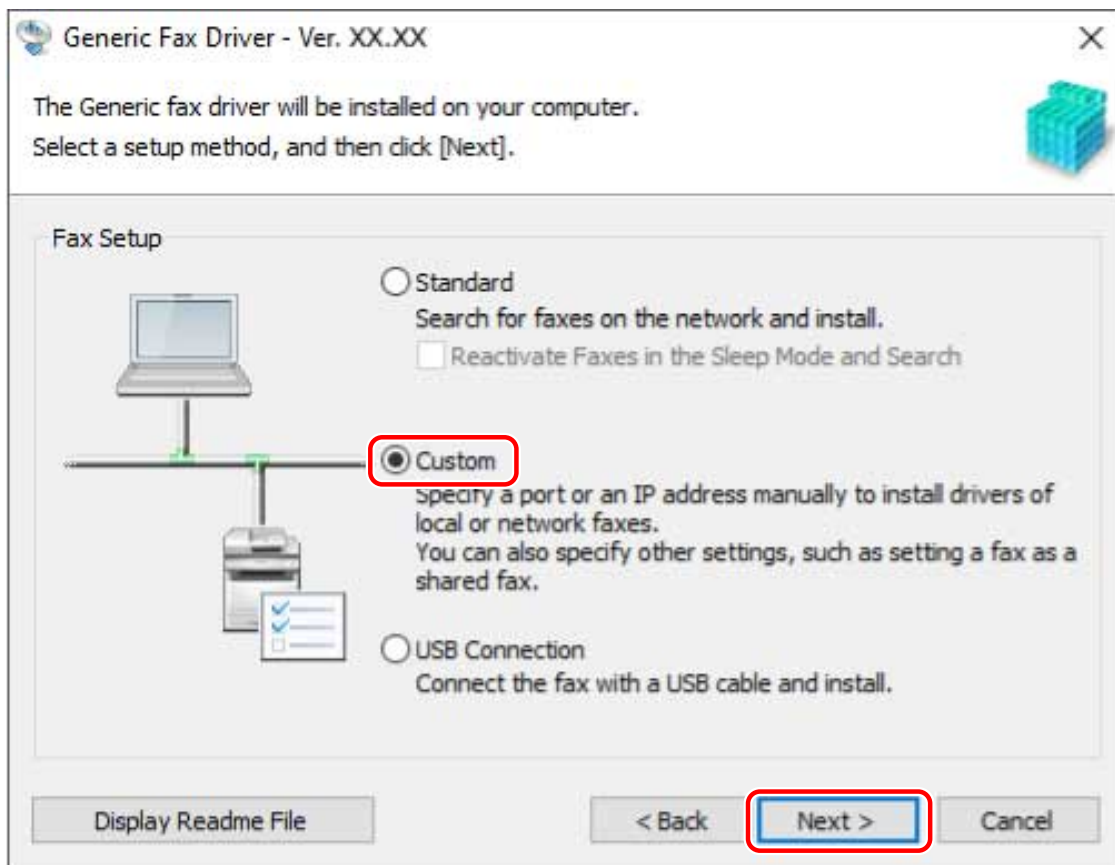 Generic Fax Driver - Ver. XX.XX
The Generic fax driver will be installed on your computer.
Select a setup method, and then click [Next].
Fax Setup
Standard
Search for faxes on the network and install.
Reactivate Faxes in the Sleep Mode and Search
Custom
Specify a port or an IP address manually to install drivers of
local or network faxes.
You can also specify other settings, such as setting a fax as a
shared fax.
USB Connection
Connect the fax with a USB cable and install.
Display Readme File
< Back
Next >
Cancel